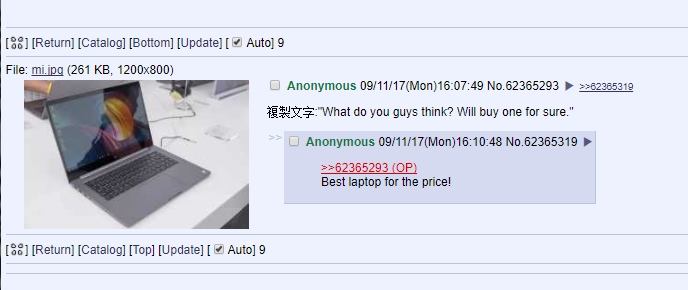 [⌘] [Return] [Catalog] [Bottom] [Update] [ Auto] 9
File: mi.jpg (261 KB, 1200x800)
Anonymous 09/11/17(Mon)16:07:49 No.62365293 ▶ >>62365319
複製文字:"What do you guys think? Will buy one for sure."
>> Anonymous 09/11/17(Mon)16:10:48 No.62365319 ▶
>>62365293 (OP)
Best laptop for the price!
[⌘] [Return] [Catalog] [Top] [Update] [ Auto] 9